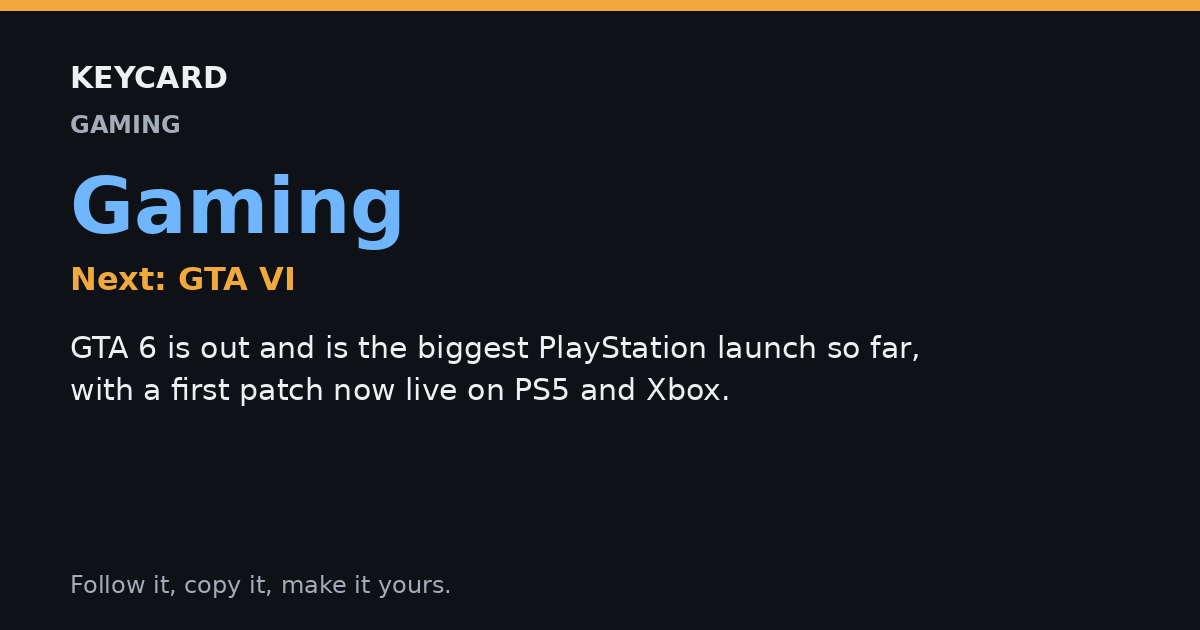 KEYCARD
GAMING
Gaming
Next: GTA VI
GTA 6 is out and is the biggest PlayStation launch so far,
with a first patch now live on PS5 and Xbox.
Follow it, copy it, make it yours.